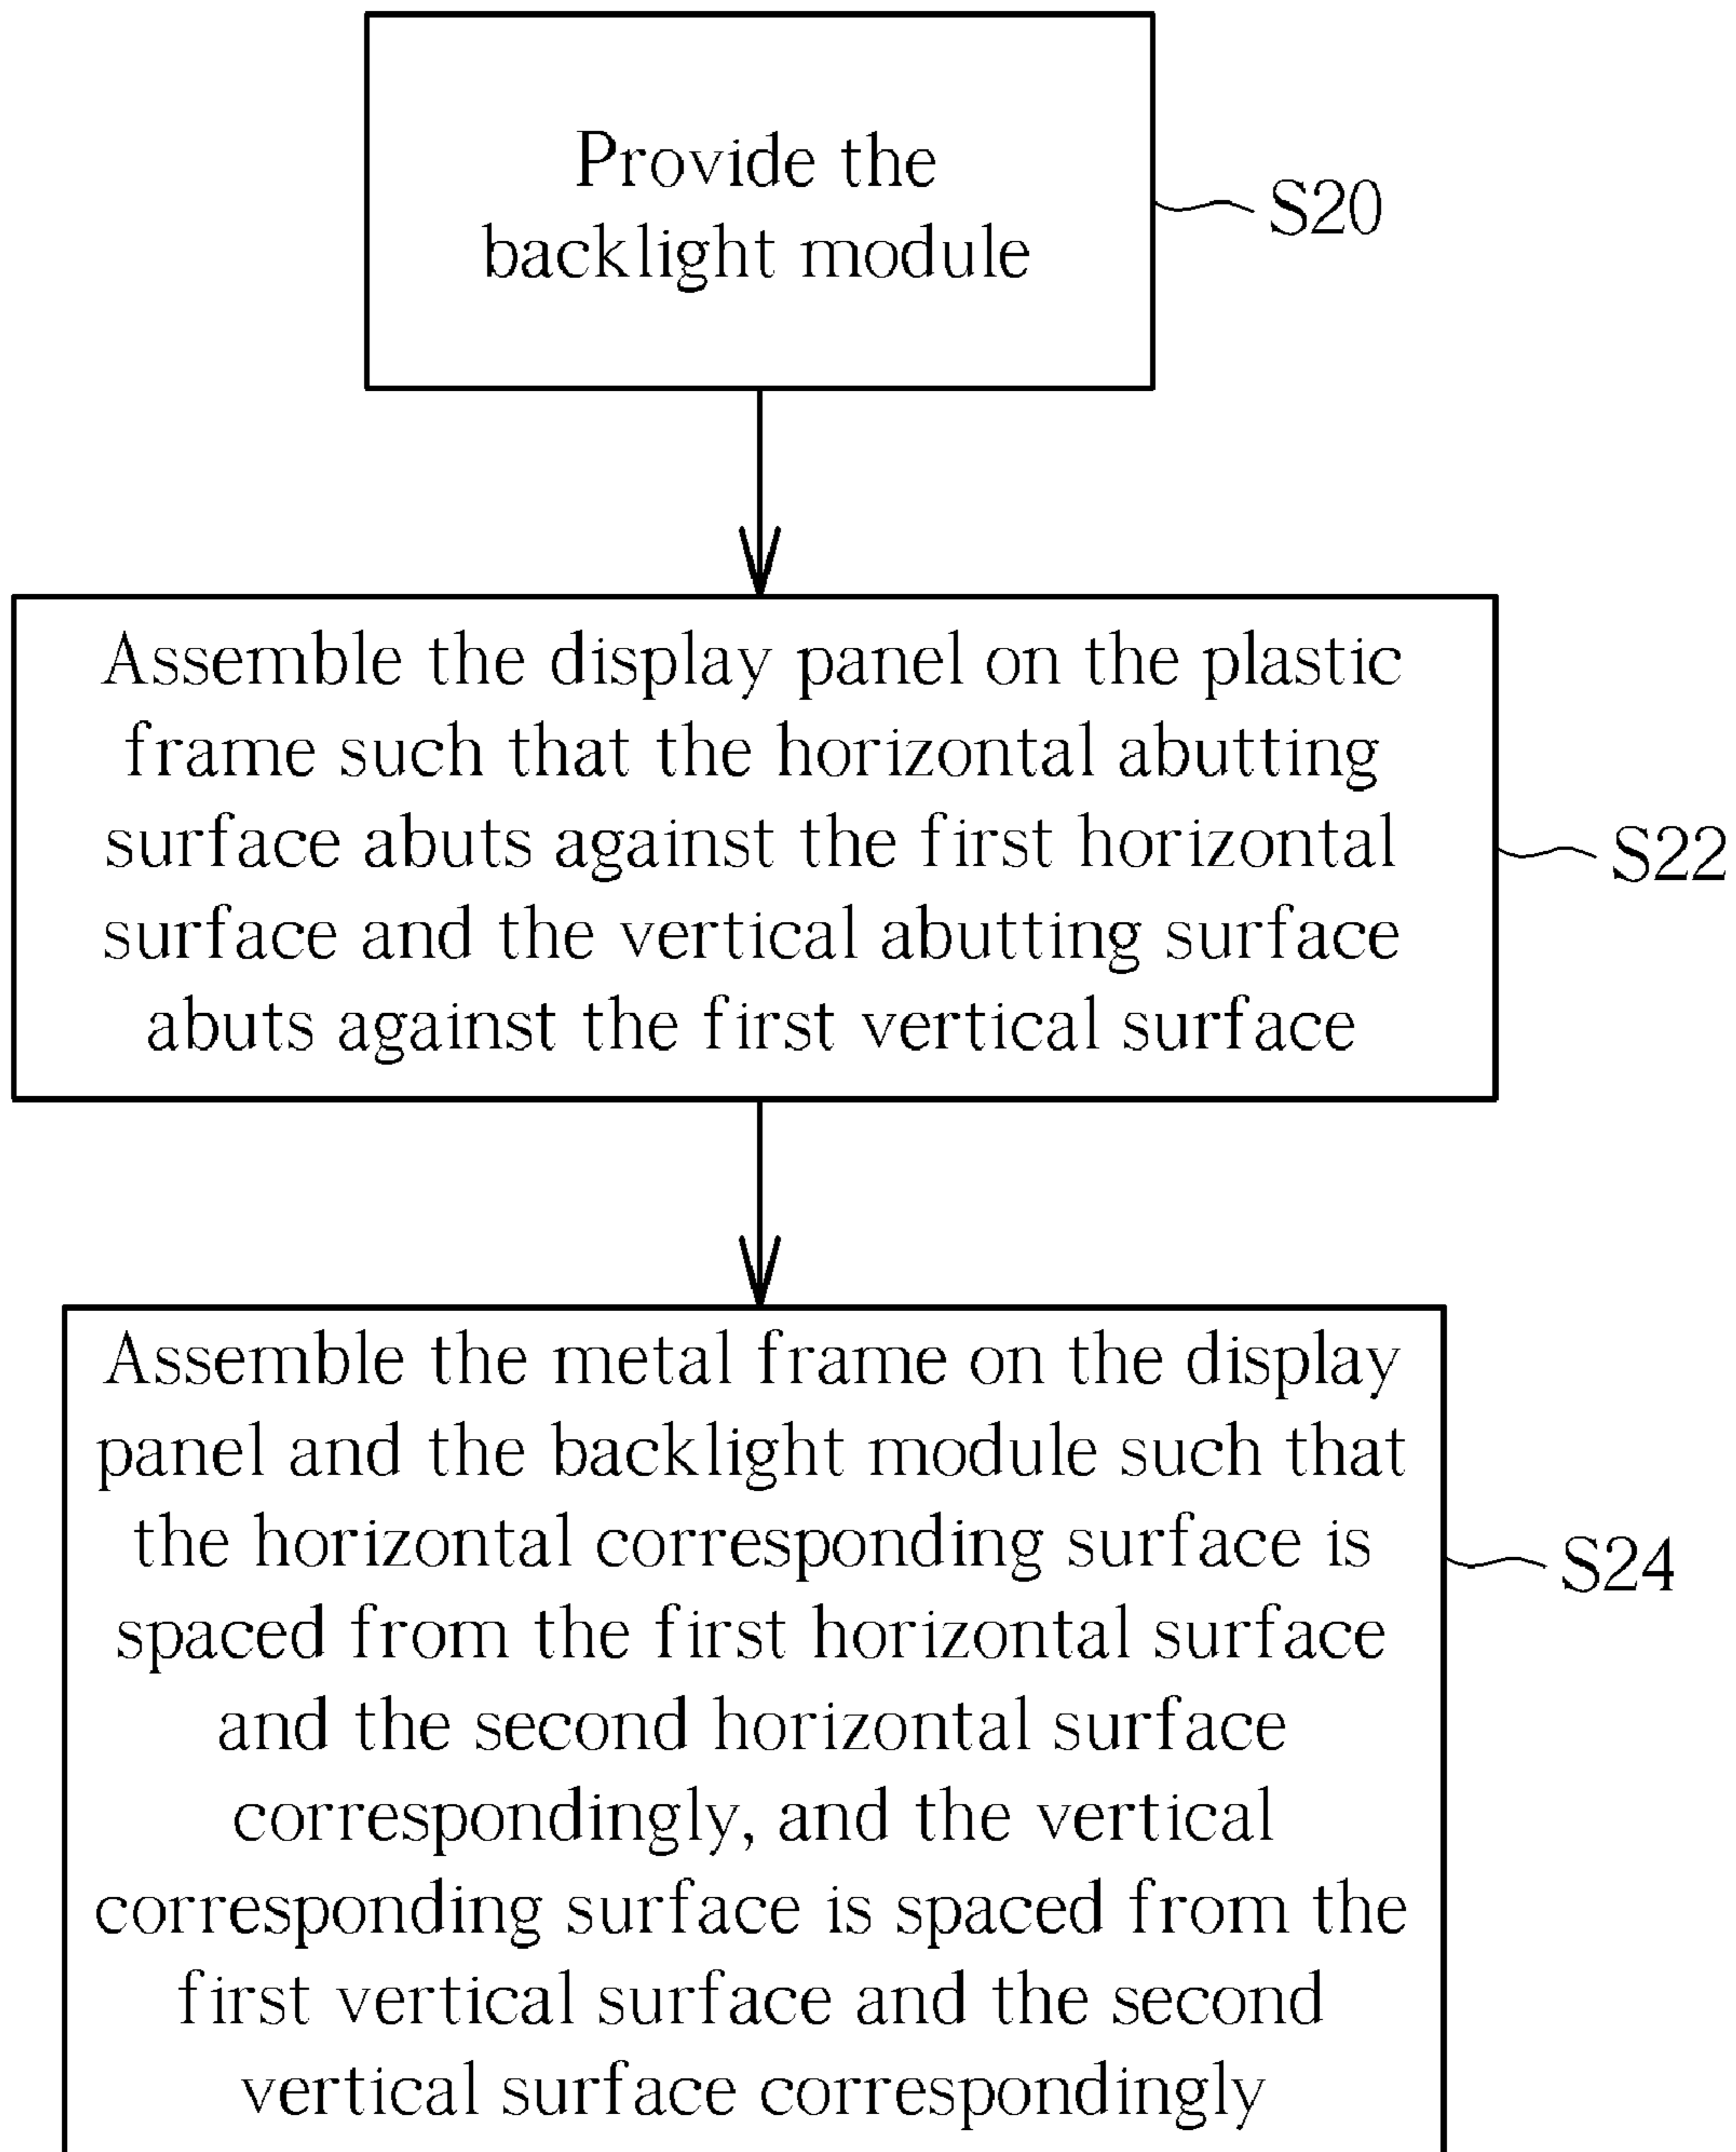 Provide the
backlight module
S20
Assemble the display panel on the plastic
frame such that the horizontal abutting
surface abuts against the first horizontal
surface and the vertical abutting surface
abuts against the first vertical surface
S22
Assemble the metal frame on the display
panel and the backlight module such that
the horizontal corresponding surface is
spaced from the first horizontal surface
and the second horizontal surface
correspondingly, and the vertical
corresponding surface is spaced from the
first vertical surface and the second
vertical surface correspondingly
S24